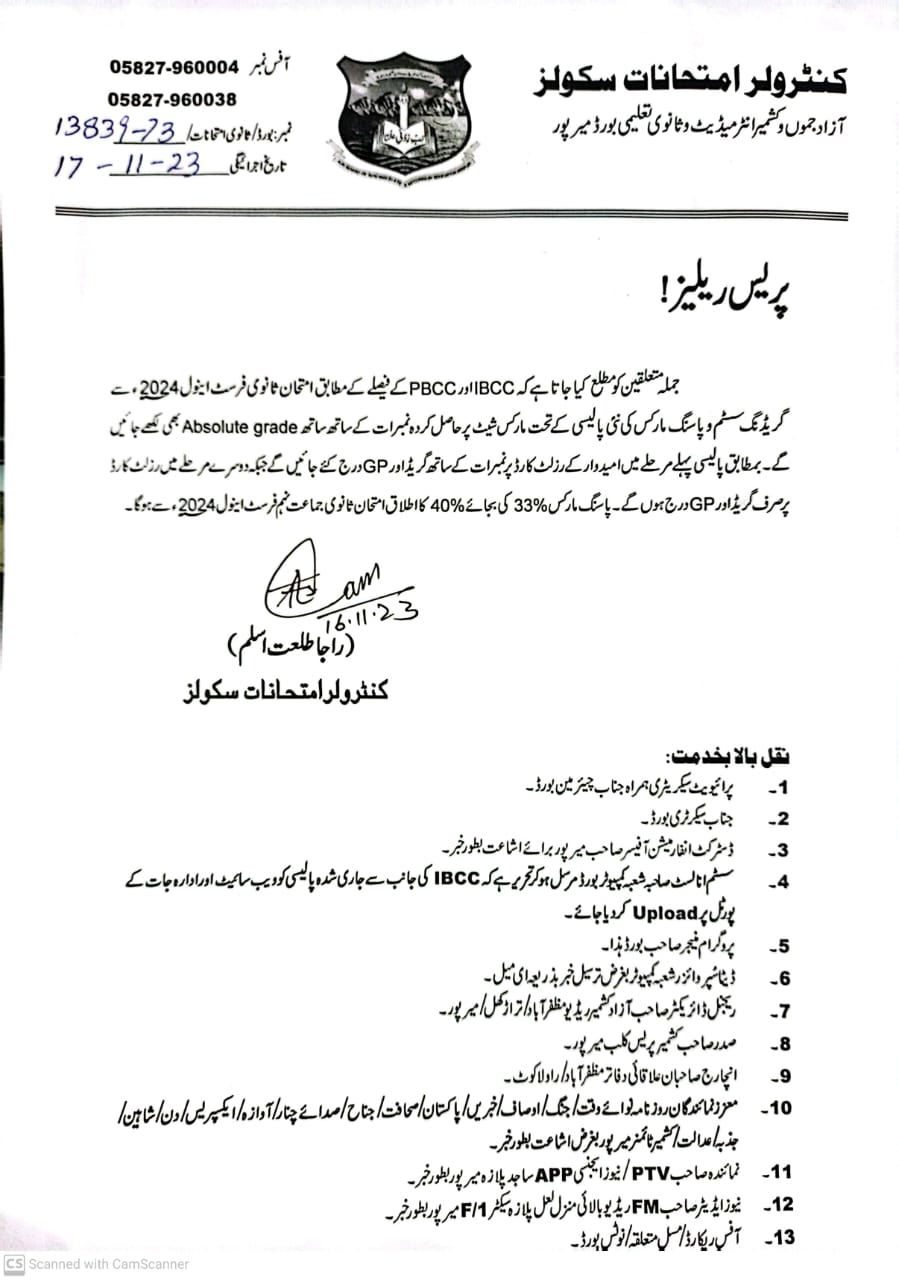 کنٹرولر امتحانات سکولز
آزاد جموں و کشمیر انٹرمیڈیٹ و ثانوی تعلیمی بورڈ میرپور
آفس نمبر 05827-960004
05827-960038
نمبر: بورڈ/ثانوی امتحانات/ 13839-73
تاریخ اجرائیگی 17-11-23
پریس ریلیز!
جملہ متعلقین کو مطلع کیا جاتا ہے کہ IBCC اور PBCC کے فیصلے کے مطابق امتحان ثانوی فرسٹ اینول 2024ء سے
گریڈنگ سسٹم و پاسنگ مارکس کی نئی پالیسی کے تحت مارکس شیٹ پر حاصل کردہ نمبرات کے ساتھ ساتھ Absolute grade بھی لکھے جائیں
گے۔ بمطابق پالیسی پہلے مرحلے میں امیدوار کے رزلٹ کارڈ پر نمبرات کے ساتھ گریڈ اور GP درج کئے جائیں گے جبکہ دوسرے مرحلے میں رزلٹ کارڈ
پر صرف گریڈ اور GP درج ہوں گے۔ پاسنگ مارکس 33% کی بجائے 40% کا اطلاق امتحان ثانوی جماعت نہم فرسٹ اینول 2024ء سے ہوگا۔
16.11.23
(راجا طلعت اسلم)
کنٹرولر امتحانات سکولز
نقل بالا بخدمت:
1۔ پرائیویٹ سیکریٹری ہمراہ جناب چیئرمین بورڈ۔
2۔ جناب سیکرٹری بورڈ۔
3۔ ڈسٹرکٹ انفارمیشن آفیسر صاحب میرپور برائے اشاعت بطور خبر۔
4۔ سسٹم انالسٹ صاحبہ شعبہ کمپیوٹر بورڈ مرسل ہو کر تحریر ہے کہ IBCC کی جانب سے جاری شدہ پالیسی کو ویب سائیٹ اور ادارہ جات کے
پورٹل پر Upload کر دیا جائے۔
5۔ پروگرام منیجر صاحب بورڈ ہذا۔
6۔ ڈیٹا سپروائزر شعبہ کمپیوٹر بغرض ترسیل خبر بذریعہ ای میل۔
7۔ ریجنل ڈائریکٹر صاحب آزاد کشمیر ریڈیو مظفرآباد/تراڑکھل/میرپور۔
8۔ صدر صاحب کشمیر پریس کلب میرپور۔
9۔ انچارج صاحبان علاقائی دفاتر مظفرآباد/راولاکوٹ۔
10۔ معزز نمائندگان روزنامہ نوائے وقت/جنگ/اوصاف/خبریں/پاکستان/صحافت/جناح/صدائے چنار/آوازہ/ایکسپریس/دن/شاہین/
جذبہ/عدالت/کشمیر ٹائمنر میرپور بغرض اشاعت بطور خبر۔
11۔ نمائندہ صاحب PTV/نیوز ایجنسی APP ساجد پلازہ میرپور بطور خبر۔
12۔ نیوز ایڈیٹر صاحب FM ریڈیو بالائی منزل لعل پلازہ سیکٹر F/1 میرپور بطور خبر۔
13۔ آفس ریکارڈ/مسل متعلقہ/نوٹس بورڈ۔
CS Scanned with CamScanner